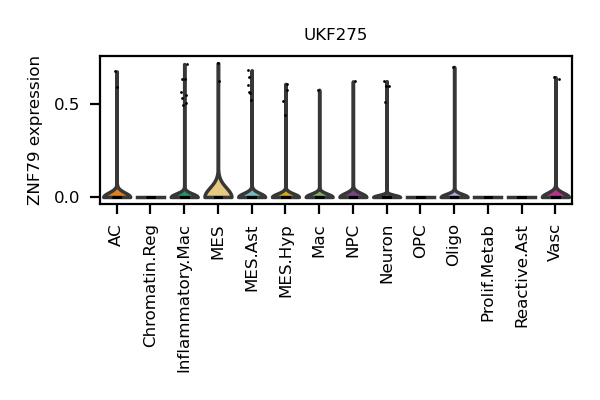 UKF275
ZNF79 expression
0.5
0.0
AC
Chromatin.Reg
Inflammatory.Mac
MES
MES.Ast
MES.Hyp
Mac
NPC
Neuron
OPC
Oligo
Prolif.Metab
Reactive.Ast
Vasc